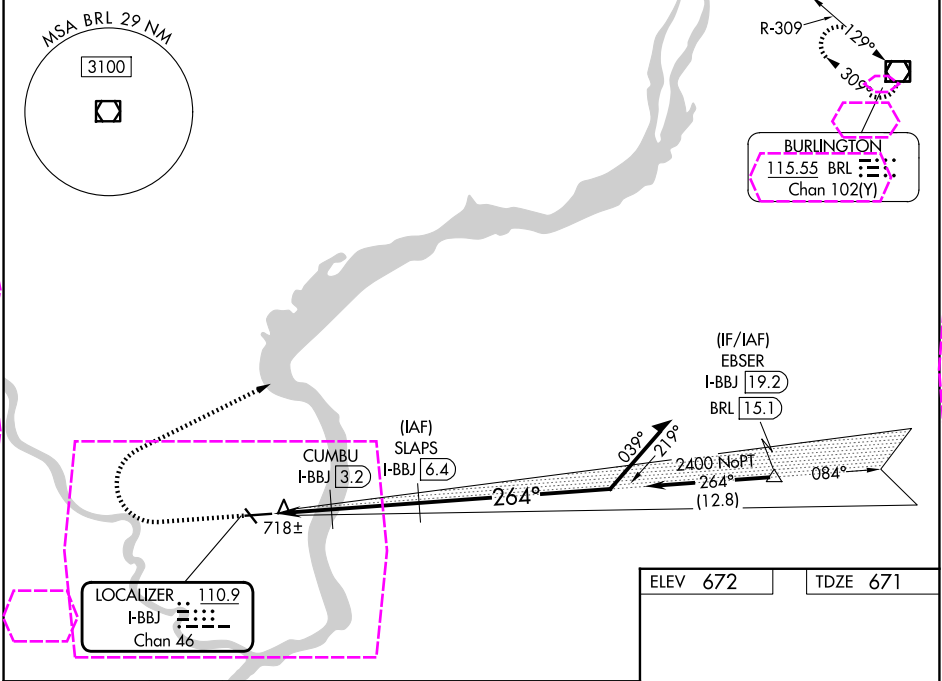 MSA BRL 29 NM
3100
R-309
129°
309°
BURLINGTON
115.55 BRL
Chan 102(Y)
(IF/IAF)
EBSER
I-BBJ 19.2
BRL 15.1
(IAF)
SLAPS
I-BBJ 6.4
CUMBU
I-BBJ 3.2
039°
219°
2400 NoPT
264°
(12.8)
084°
264°
718±
LOCALIZER 110.9
I-BBJ
Chan 46
ELEV 672
TDZE 671